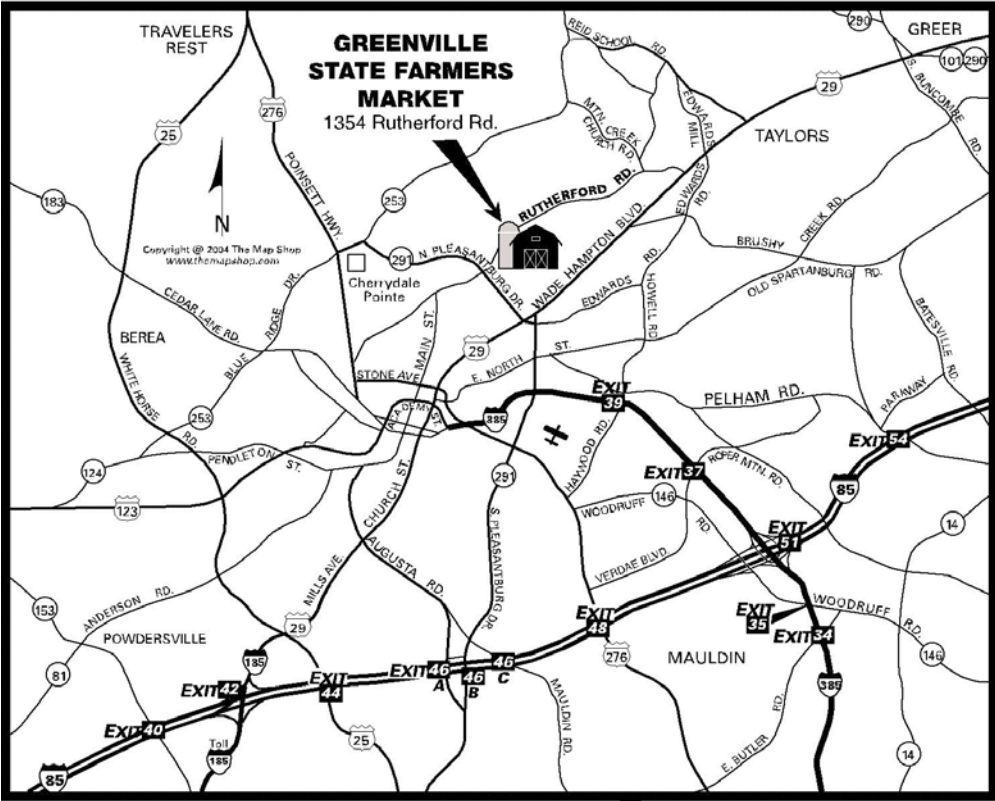 TRAVELERS
REST
GREENVILLE
STATE FARMERS
MARKET
1354 Rutherford Rd.
REID SCHOOL RD.
290
GREER
101
290
29
S. BUNCOMBE RD.
25
276
MTN. CREEK
CHURCH RD.
EDWARDS
MILL
TAYLORS
POINSETT HWY.
183
253
RUTHERFORD RD.
EDWARDS
RD.
CREEK RD.
N
Copyright @ 2004 The Map Shop
www.themapshop.com
291
N PLEASANTBURG DR.
WADE HAMPTON BLVD.
BRUSHY
Cherrydale
Pointe
EDWARDS
RD.
HOWELL RD.
OLD SPARTANBURG RD.
CEDAR LANE RD.
BLUE RIDGE DR.
MAIN ST.
BATESVILLE RD.
BEREA
29
E. NORTH ST.
STONE AVE.
WHITE HORSE RD.
ACADEMY ST.
EXIT
39
PELHAM RD.
PARKWAY
253
385
HAYWOOD RD.
EXIT 54
124
PENDLETON ST.
CHURCH ST.
291
EXIT 37
ROPER MTN. RD.
85
123
146
WOODRUFF
RD.
EXIT
51
14
AUGUSTA RD.
S. PLEASANTBURG DR.
VERDAE BLVD.
153
ANDERSON RD.
MILLS AVE.
29
EXIT
48
EXIT
35
WOODRUFF
RD.
POWDERSVILLE
EXIT 34
81
185
276
MAULDIN
146
EXIT 42
EXIT
44
EXIT 46
A
46
B
46
C
385
EXIT 40
MAULDIN RD.
Toll
185
25
E. BUTLER RD.
14
85